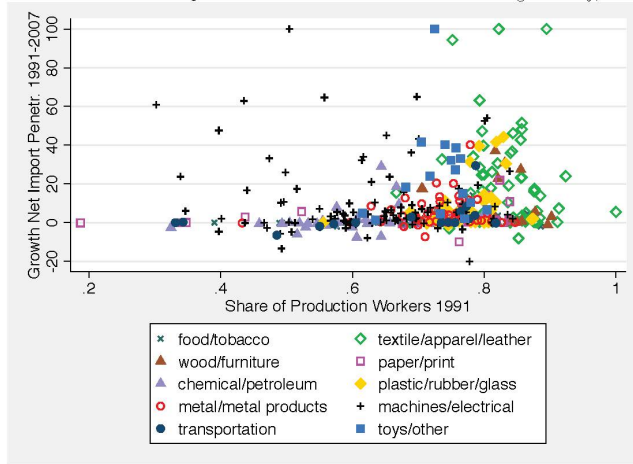 Growth Net Import Penetr. 1991-2007
100
80
60
40
20
0
-20
.2 .4 .6 .8 1
Share of Production Workers 1991
food/tobacco textile/apparel/leather
wood/furniture paper/print
chemical/petroleum plastic/rubber/glass
metal/metal products machines/electrical
transportation toys/other